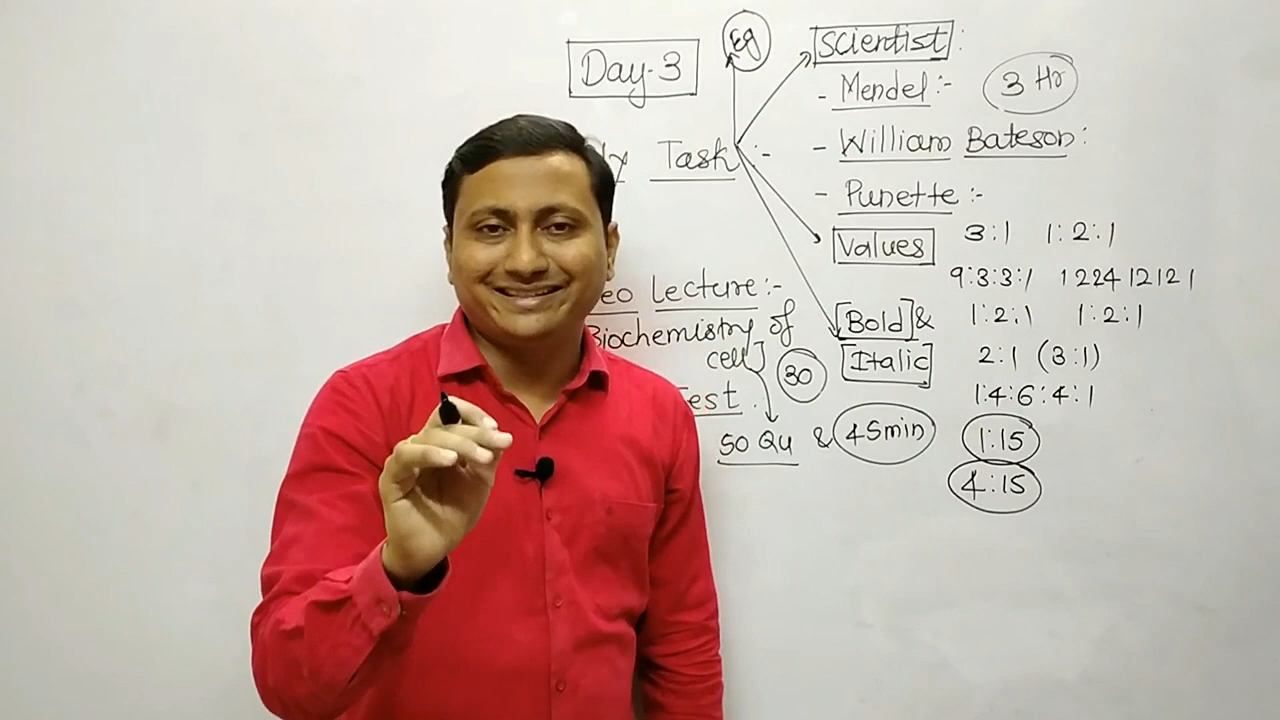 Day-3
Eg
Task :-
Scientist :
- Mendel :- 3 Hr
- William Bateson :
- Punette :-
Values 3:1 1:2:1
9:3:3:1 122412121
[Bold] & 1:2:1 1:2:1
[Italic] 2:1 (3:1)
1:4:6:4:1
1:15
4:15
Lecture :-
Biochemistry of
cell]
30
50 Qu & 45min